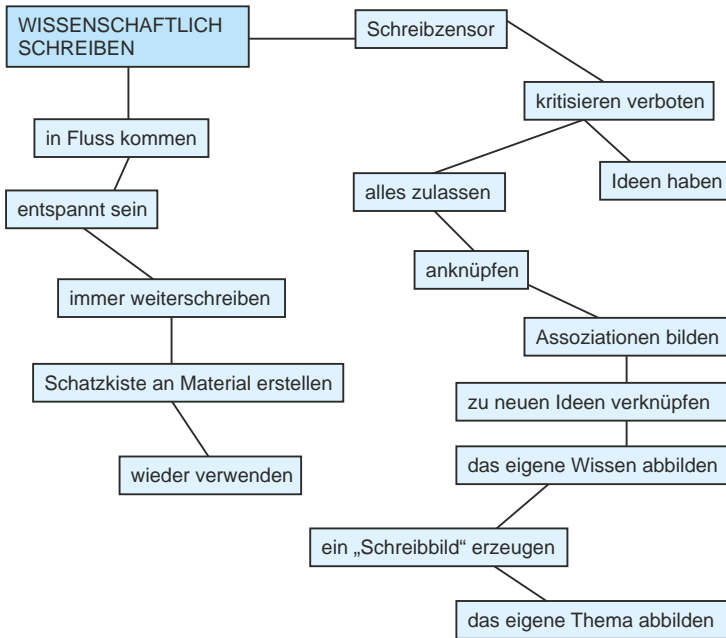 WISSENSCHAFTLICH
SCHREIBEN
Schreibzensor
kritisieren verboten
in Fluss kommen
Ideen haben
alles zulassen
entspannt sein
anknüpfen
immer weiterschreiben
Assoziationen bilden
Schatzkiste an Material erstellen
zu neuen Ideen verknüpfen
das eigene Wissen abbilden
wieder verwenden
ein „Schreibbild“ erzeugen
das eigene Thema abbilden